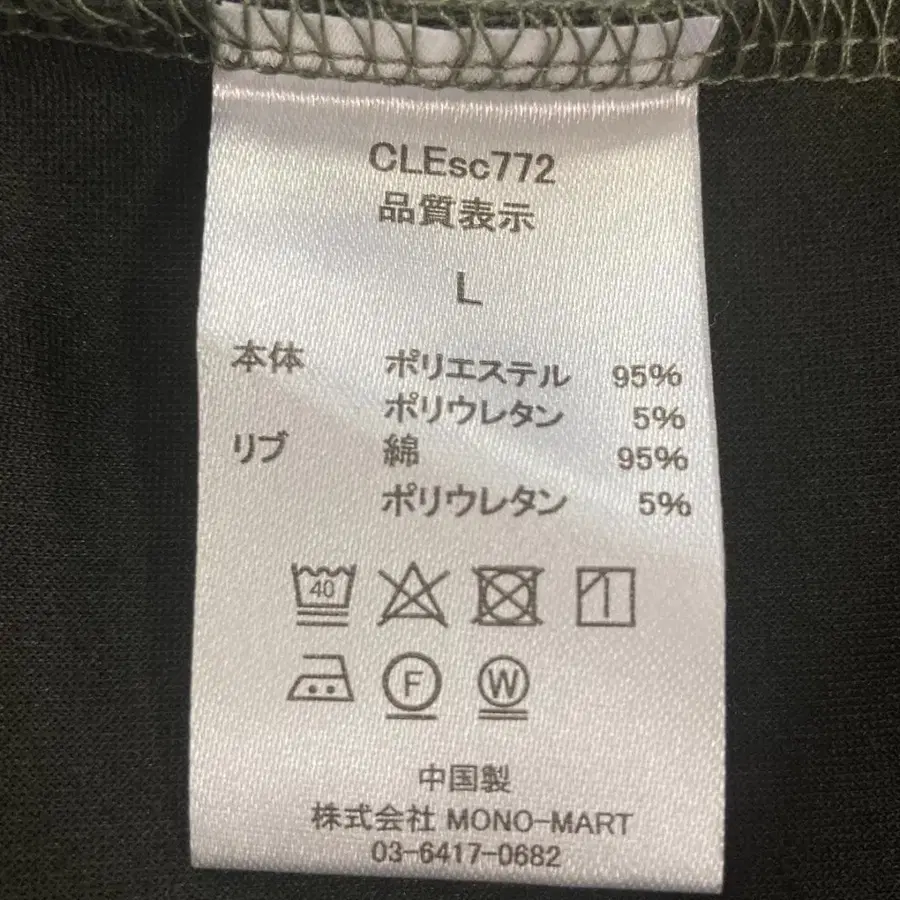 CLEsc772
品質表示
L
本体 ポリエステル 95%
ポリウレタン 5%
リブ 綿 95%
ポリウレタン 5%
40
F W
中国製
株式会社 MONO-MART
03-6417-0682